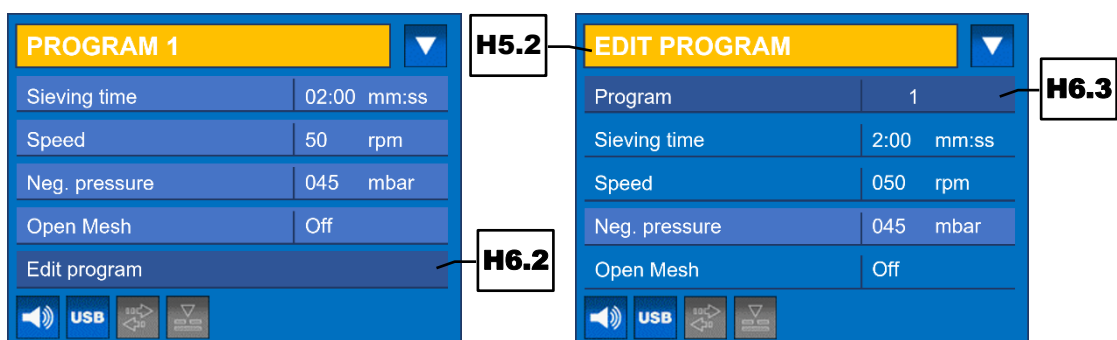 PROGRAM 1
Sieving time 02:00 mm:ss
Speed 50 rpm
Neg. pressure 045 mbar
Open Mesh Off
Edit program
USB
H6.2
H5.2
EDIT PROGRAM
Program 1
H6.3
Sieving time 2:00 mm:ss
Speed 050 rpm
Neg. pressure 045 mbar
Open Mesh Off
USB